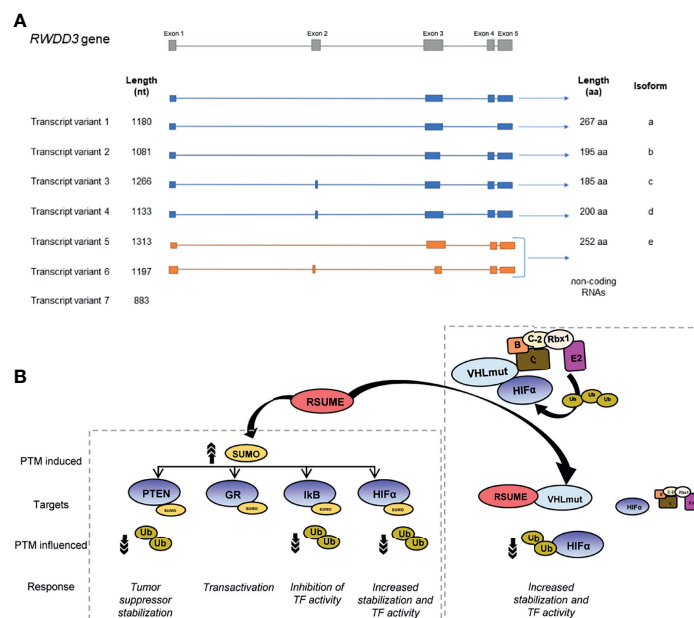 A
RWDD3 gene
Exon 1 Exon 2 Exon 3 Exon 4 Exon 5
Length (nt)
Length (aa)
Isoform
Transcript variant 1 1180 267 aa a
Transcript variant 2 1081 195 aa b
Transcript variant 3 1266 185 aa c
Transcript variant 4 1133 200 aa d
Transcript variant 5 1313 252 aa e
Transcript variant 6 1197
non-coding
RNAs
Transcript variant 7 883
B
B C-2 Rbx1
C E2
VHLmut
HIFα
Ub Ub Ub
RSUME
PTM induced
SUMO
Targets
PTEN GR IkB HIFα
SUMO SUMO SUMO SUMO
RSUME VHLmut
HIFα
PTM influenced
Ub Ub Ub Ub Ub Ub
Ub Ub HIFα
Response
Tumor
suppressor
stabilization
Transactivation
Inhibition of
TF activity
Increased
stabilization and
TF activity
Increased
stabilization and
TF activity